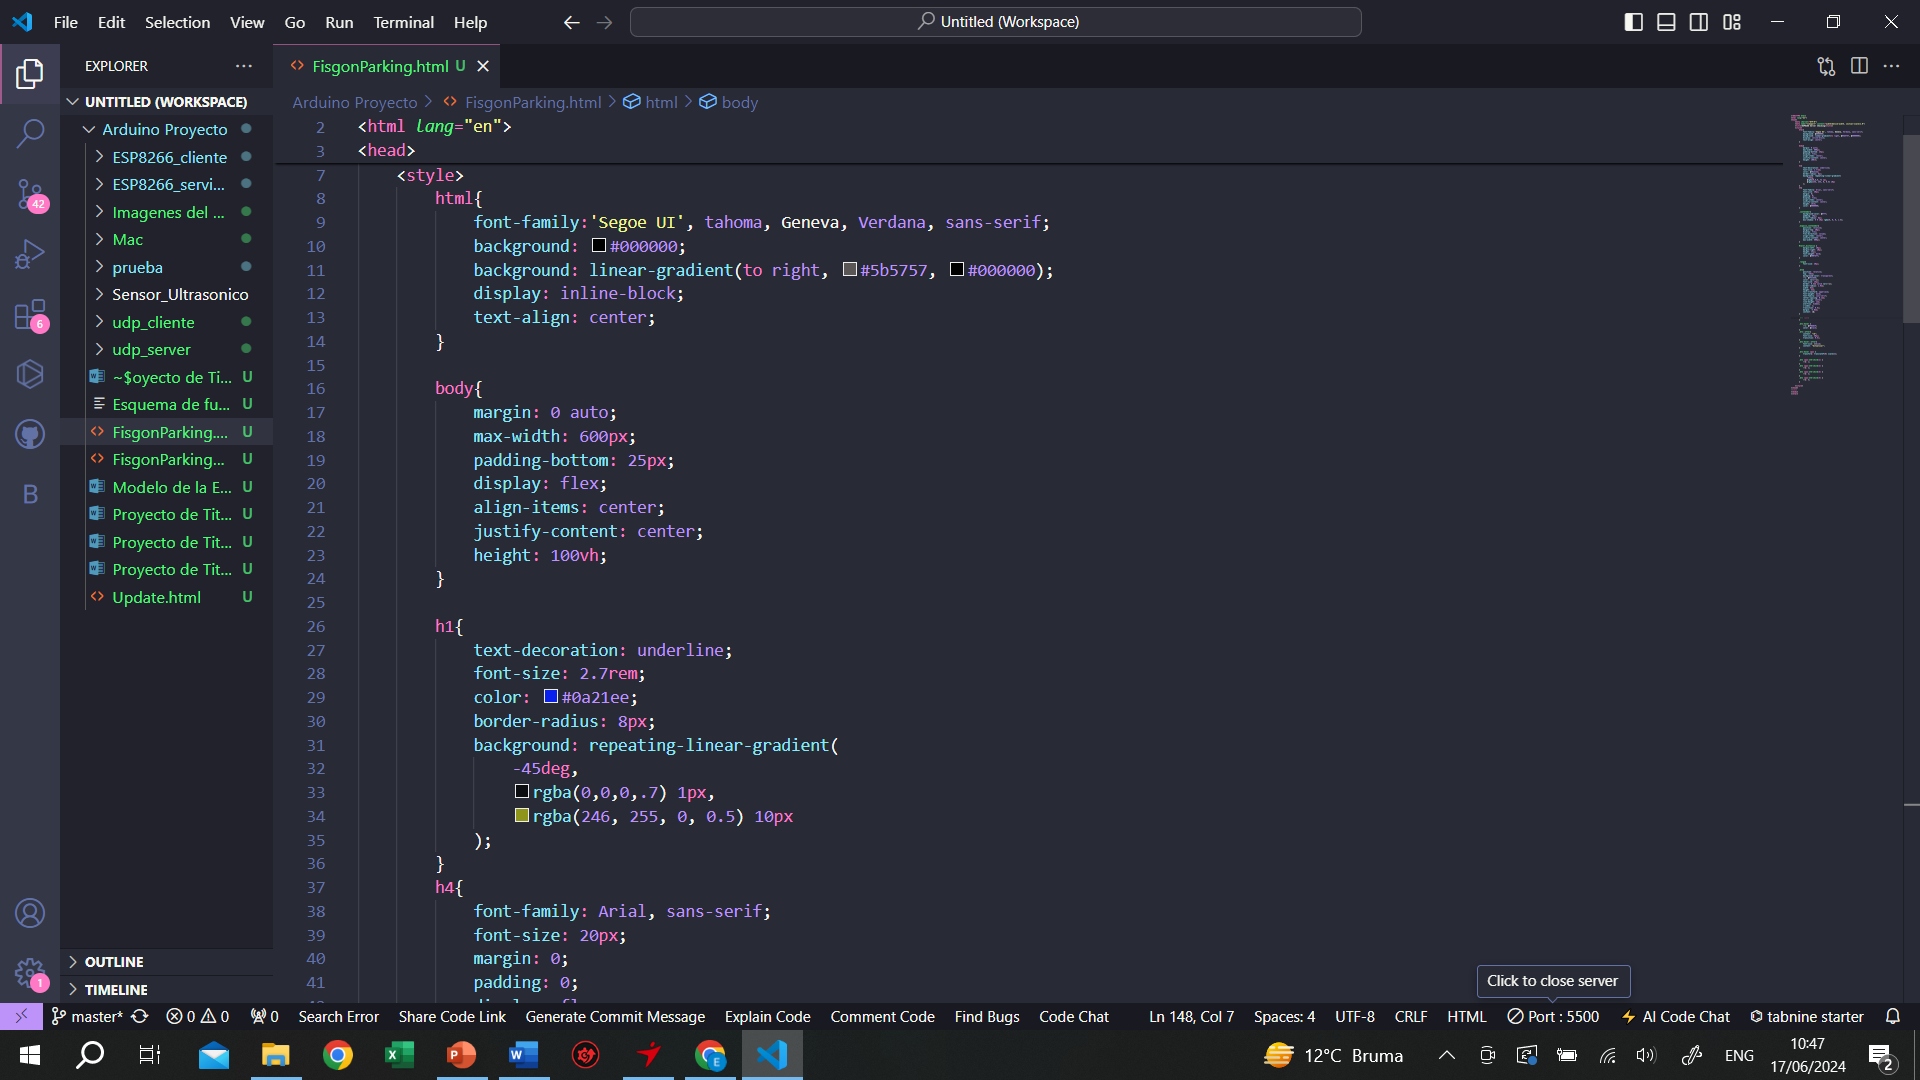 File Edit Selection View Go Run Terminal Help
Untitled (Workspace)
EXPLORER
FisgonParking.html U
UNTITLED (WORKSPACE)
Arduino Proyecto > FisgonParking.html > html > body
Arduino Proyecto
ESP8266_cliente
ESP8266_servi...
Imagenes del ...
Mac
prueba
Sensor_Ultrasonico
udp_cliente
udp_server
~$oyecto de Ti... U
Esquema de fu... U
FisgonParking.... U
FisgonParking... U
Modelo de la E... U
Proyecto de Tit... U
Proyecto de Tit... U
Proyecto de Tit... U
Update.html U
OUTLINE
TIMELINE
42
6
B
1
2 <html lang="en">
3 <head>
7 <style>
8 html{
9 font-family:'Segoe UI', tahoma, Geneva, Verdana, sans-serif;
10 background: #000000;
11 background: linear-gradient(to right, #5b5757, #000000);
12 display: inline-block;
13 text-align: center;
14 }
15
16 body{
17 margin: 0 auto;
18 max-width: 600px;
19 padding-bottom: 25px;
20 display: flex;
21 align-items: center;
22 justify-content: center;
23 height: 100vh;
24 }
25
26 h1{
27 text-decoration: underline;
28 font-size: 2.7rem;
29 color: #0a21ee;
30 border-radius: 8px;
31 background: repeating-linear-gradient(
32 -45deg,
33 rgba(0,0,0,.7) 1px,
34 rgba(246, 255, 0, 0.5) 10px
35 );
36 }
37 h4{
38 font-family: Arial, sans-serif;
39 font-size: 20px;
40 margin: 0;
41 padding: 0;
Click to close server
master* 0 0 0 Search Error Share Code Link Generate Commit Message Explain Code Comment Code Find Bugs Code Chat Ln 148, Col 7 Spaces: 4 UTF-8 CRLF HTML Port : 5500 AI Code Chat tabnine starter
12°C Bruma ENG
10:47
17/06/2024
2